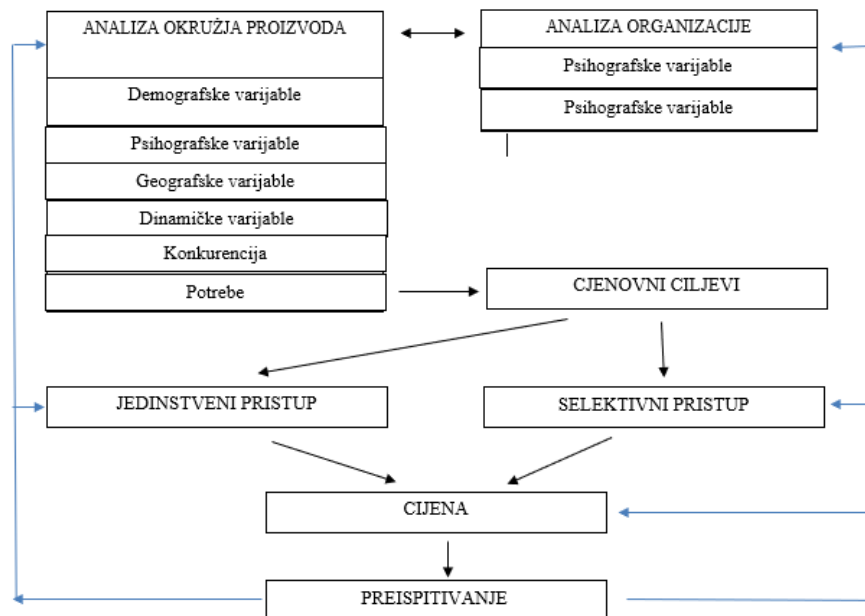 ANALIZA OKRUŽJA PROIZVODA
Demografske varijable
Psihografske varijable
Geografske varijable
Dinamičke varijable
Konkurencija
Potrebe
ANALIZA ORGANIZACIJE
Psihografske varijable
Psihografske varijable
CJENOVNI CILJEVI
JEDINSTVENI PRISTUP
SELEKTIVNI PRISTUP
CIJENA
PREISPITIVANJE